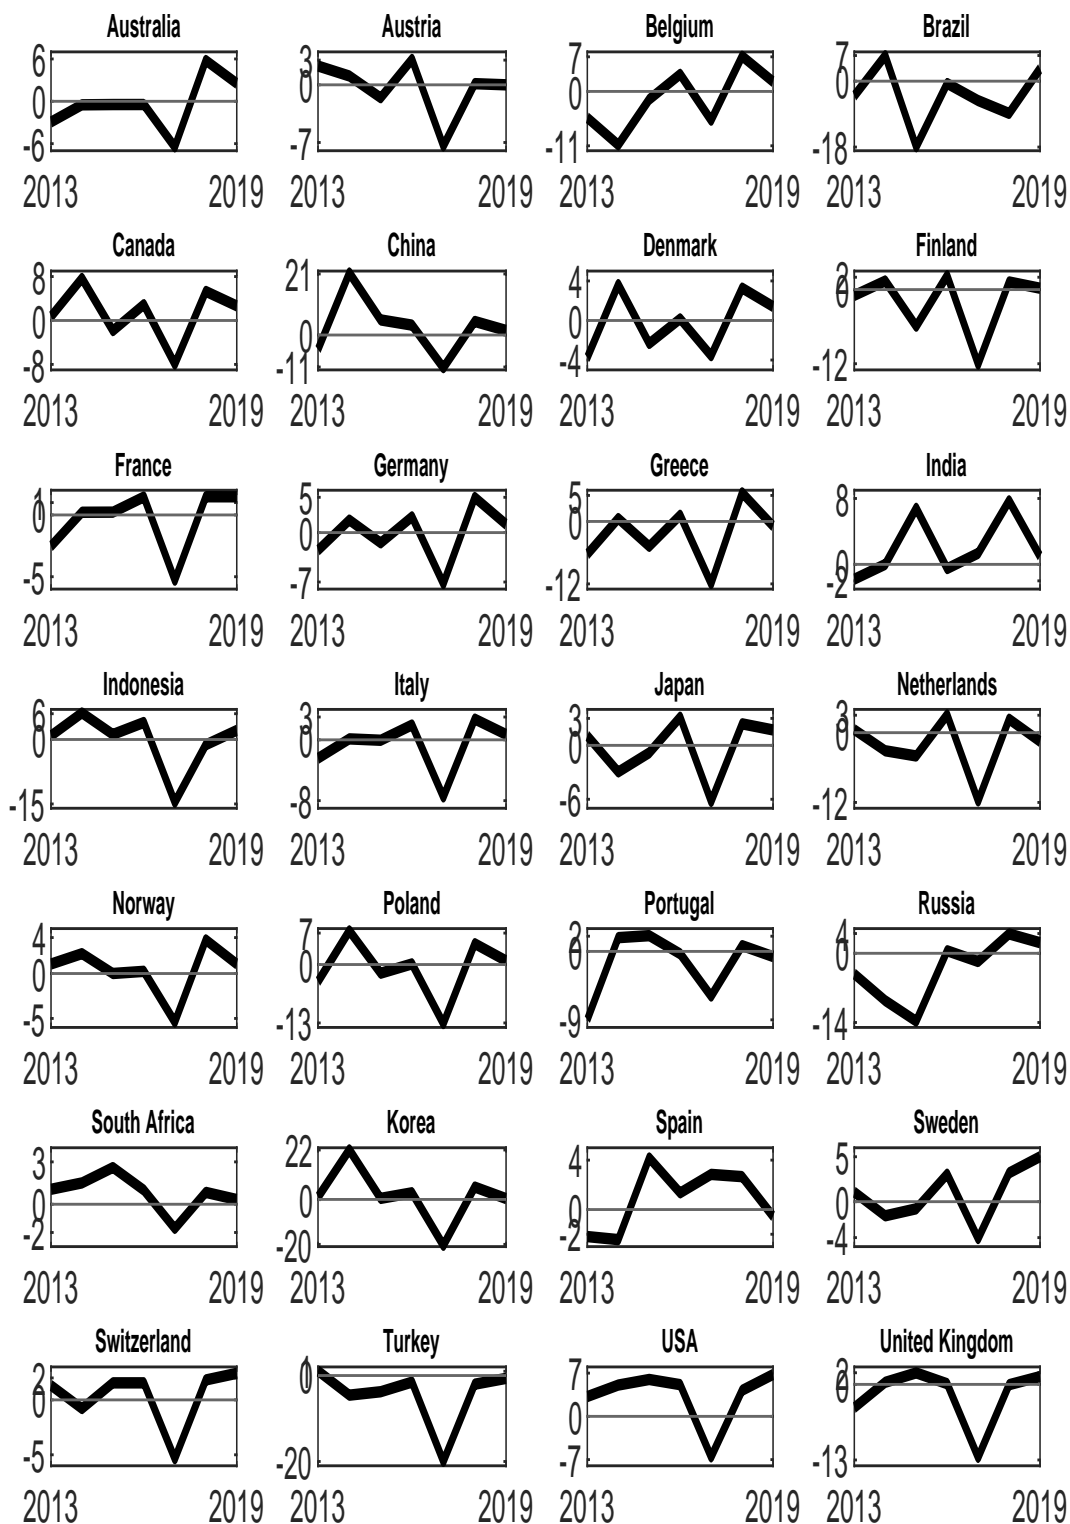 Australia Austria Belgium Brazil
6 0 -6 3 0 -7 7 0 -11 7 0 -18
2013 2019 2013 2019 2013 2019 2013 2019
Canada China Denmark Finland
8 0 -8 21 0 -11 4 0 -4 2 0 -12
2013 2019 2013 2019 2013 2019 2013 2019
France Germany Greece India
1 0 -5 5 0 -7 5 0 -12 8 0 -2
2013 2019 2013 2019 2013 2019 2013 2019
Indonesia Italy Japan Netherlands
6 0 -15 3 0 -8 3 0 -6 3 0 -12
2013 2019 2013 2019 2013 2019 2013 2019
Norway Poland Portugal Russia
4 0 -5 7 0 -13 2 0 -9 4 -14
2013 2019 2013 2019 2013 2019 2013 2019
South Africa Korea Spain Sweden
3 0 -2 22 0 -20 4 0 -2 5 0 -4
2013 2019 2013 2019 2013 2019 2013 2019
Switzerland Turkey USA United Kingdom
2 0 -5 1 0 -20 7 0 -7 2 0 -13
2013 2019 2013 2019 2013 2019 2013 2019